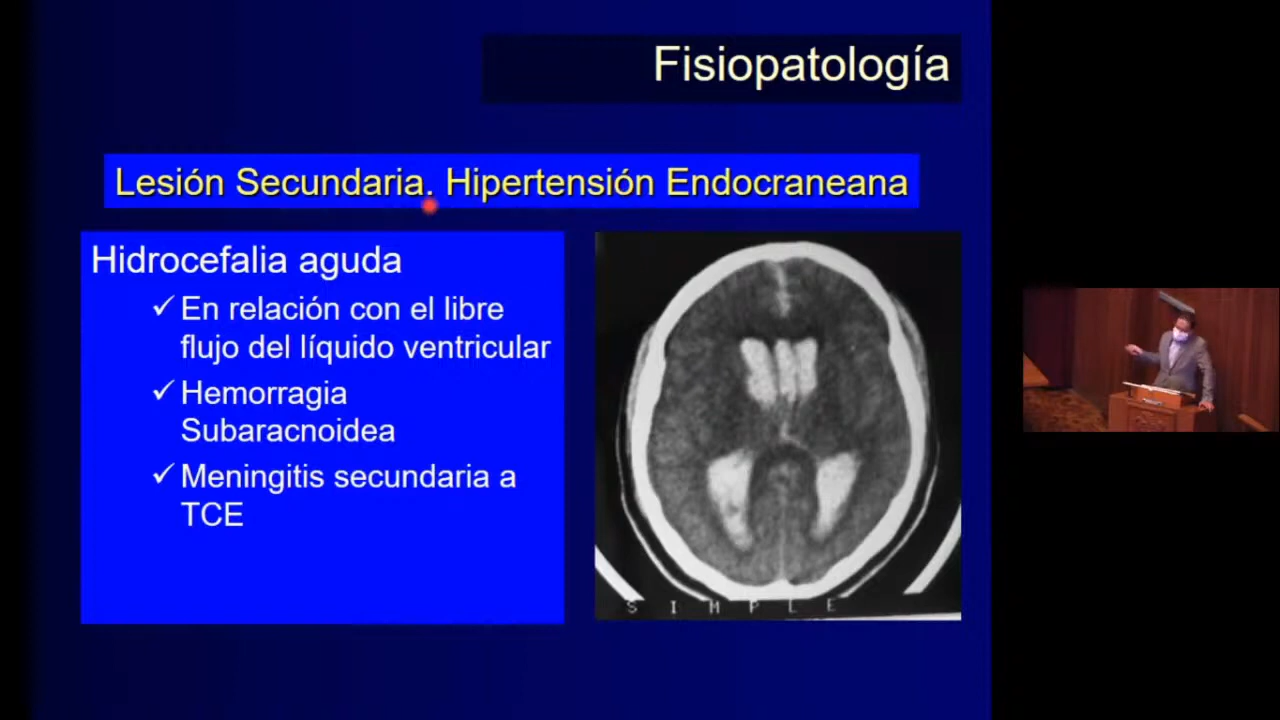 Fisiopatología
Lesión Secundaria. Hipertensión Endocraneana
Hidrocefalia aguda
✓ En relación con el libre
flujo del líquido ventricular
✓ Hemorragia
Subaracnoidea
✓ Meningitis secundaria a
TCE
S I M P L E